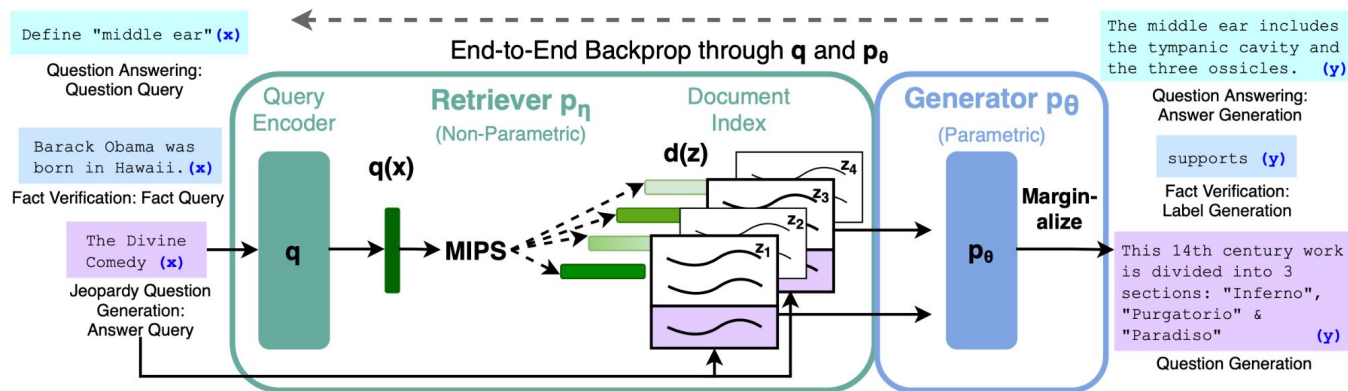 Define "middle ear" (x)
Question Answering:
Question Query
Barack Obama was
born in Hawaii. (x)
Fact Verification: Fact Query
The Divine
Comedy (x)
Jeopardy Question
Generation:
Answer Query
End-to-End Backprop through q and pθ
Query
Encoder
q
Retriever pη
(Non-Parametric)
q(x)
MIPS
Document
Index
d(z)
z4
z3
z2
z1
Generator pθ
(Parametric)
pθ
Margin-
alize
The middle ear includes
the tympanic cavity and
the three ossicles. (y)
Question Answering:
Answer Generation
supports (y)
Fact Verification:
Label Generation
This 14th century work
is divided into 3
sections: "Inferno",
"Purgatorio" &
"Paradiso" (y)
Question Generation